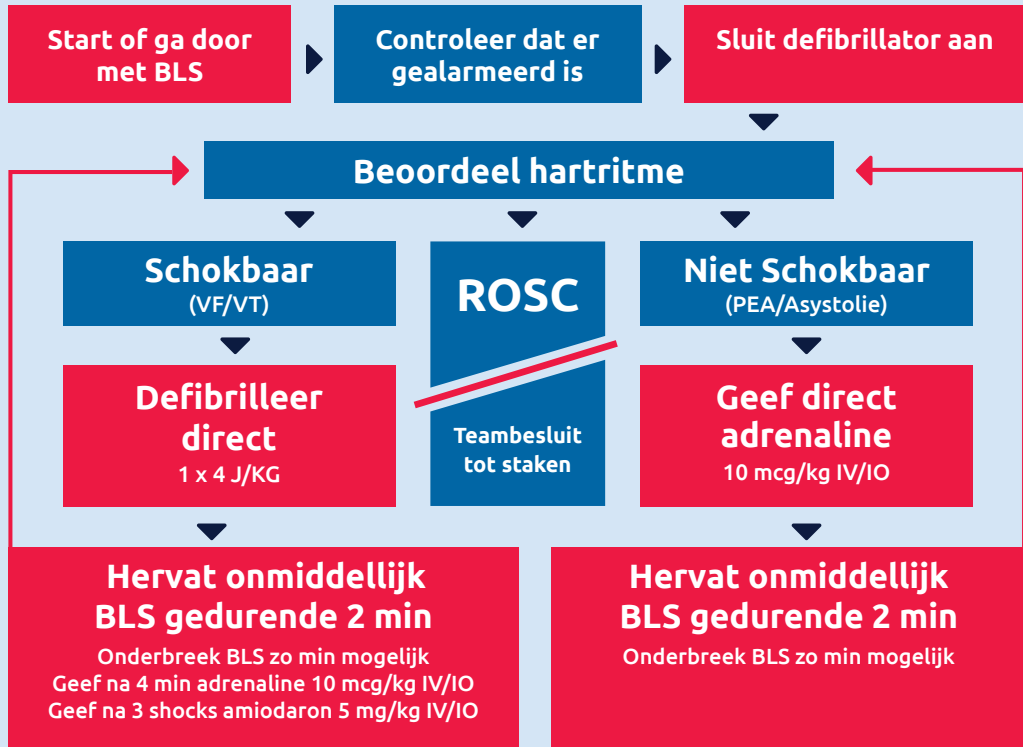 Start of ga door
met BLS
Controleer dat er
gealarmeerd is
Sluit defibrillator aan
Beoordeel hartritme
Schokbaar
(VF/VT)
ROSC
Niet Schokbaar
(PEA/Asystolie)
Defibrilleer
direct
1 x 4 J/KG
Teambesluit
tot staken
Geef direct
adrenaline
10 mcg/kg IV/IO
Hervat onmiddellijk
BLS gedurende 2 min
Onderbreek BLS zo min mogelijk
Geef na 4 min adrenaline 10 mcg/kg IV/IO
Geef na 3 shocks amiodaron 5 mg/kg IV/IO
Hervat onmiddellijk
BLS gedurende 2 min
Onderbreek BLS zo min mogelijk